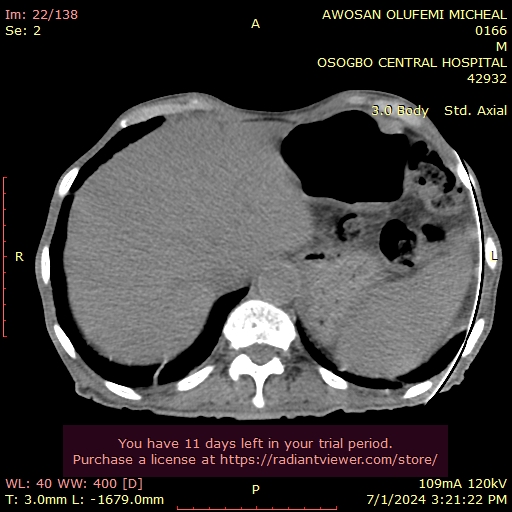 Im: 22/138
Se: 2
A
AWOSAN OLUFEMI MICHEAL
0166
M
OSOGBO CENTRAL HOSPITAL
42932
3.0 Body Std. Axial
R
L
You have 11 days left in your trial period.
Purchase a license at https://radiantviewer.com/store/
WL: 40 WW: 400 [D]
T: 3.0mm L: -1679.0mm
P
109mA 120kV
7/1/2024 3:21:22 PM